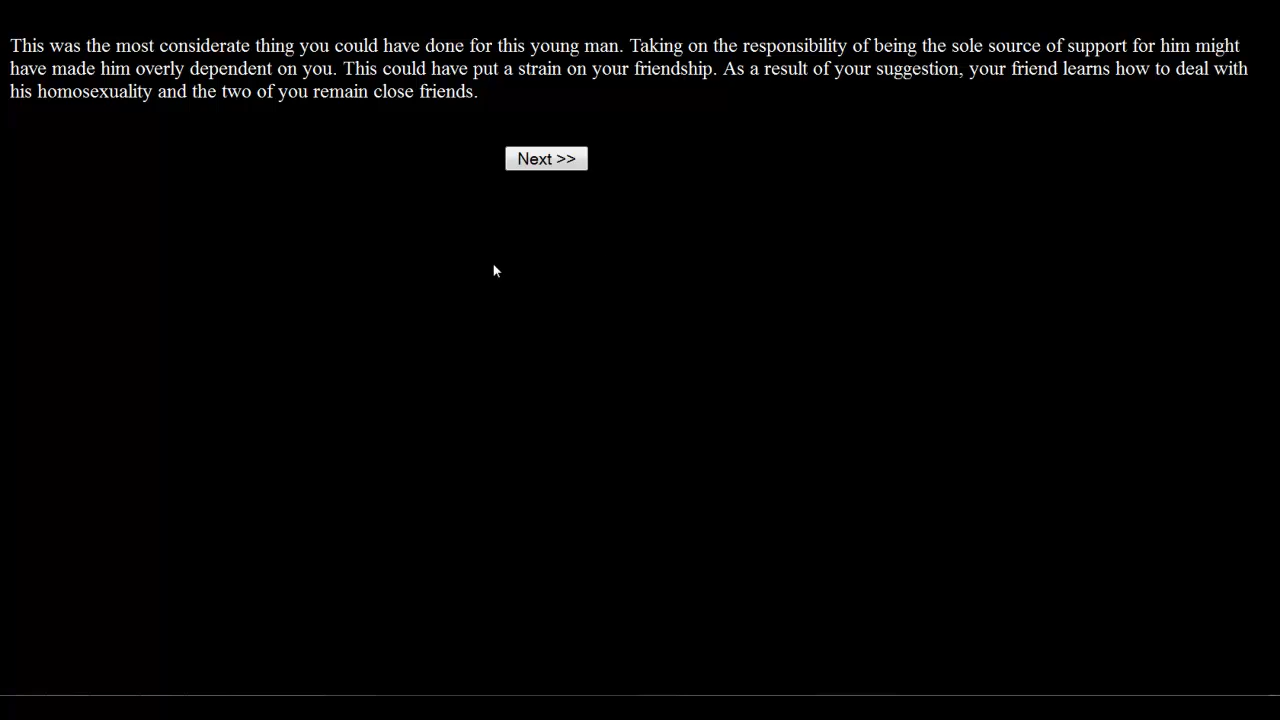 This was the most considerate thing you could have done for this young man. Taking on the responsibility of being the sole source of support for him might
have made him overly dependent on you. This could have put a strain on your friendship. As a result of your suggestion, your friend learns how to deal with
his homosexuality and the two of you remain close friends.
Next >>